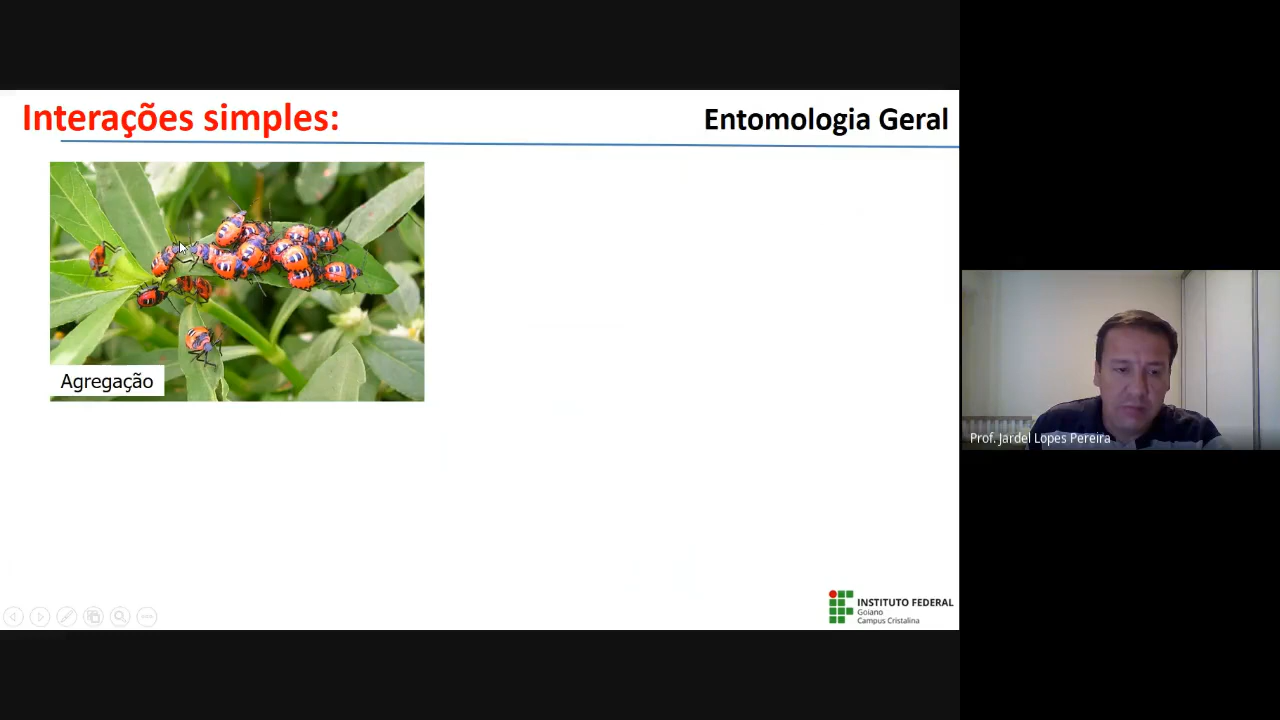 Interações simples:
Entomologia Geral
Agregação
Prof. Jardel Lopes Pereira
INSTITUTO FEDERAL
Goiano
Campus Cristalina